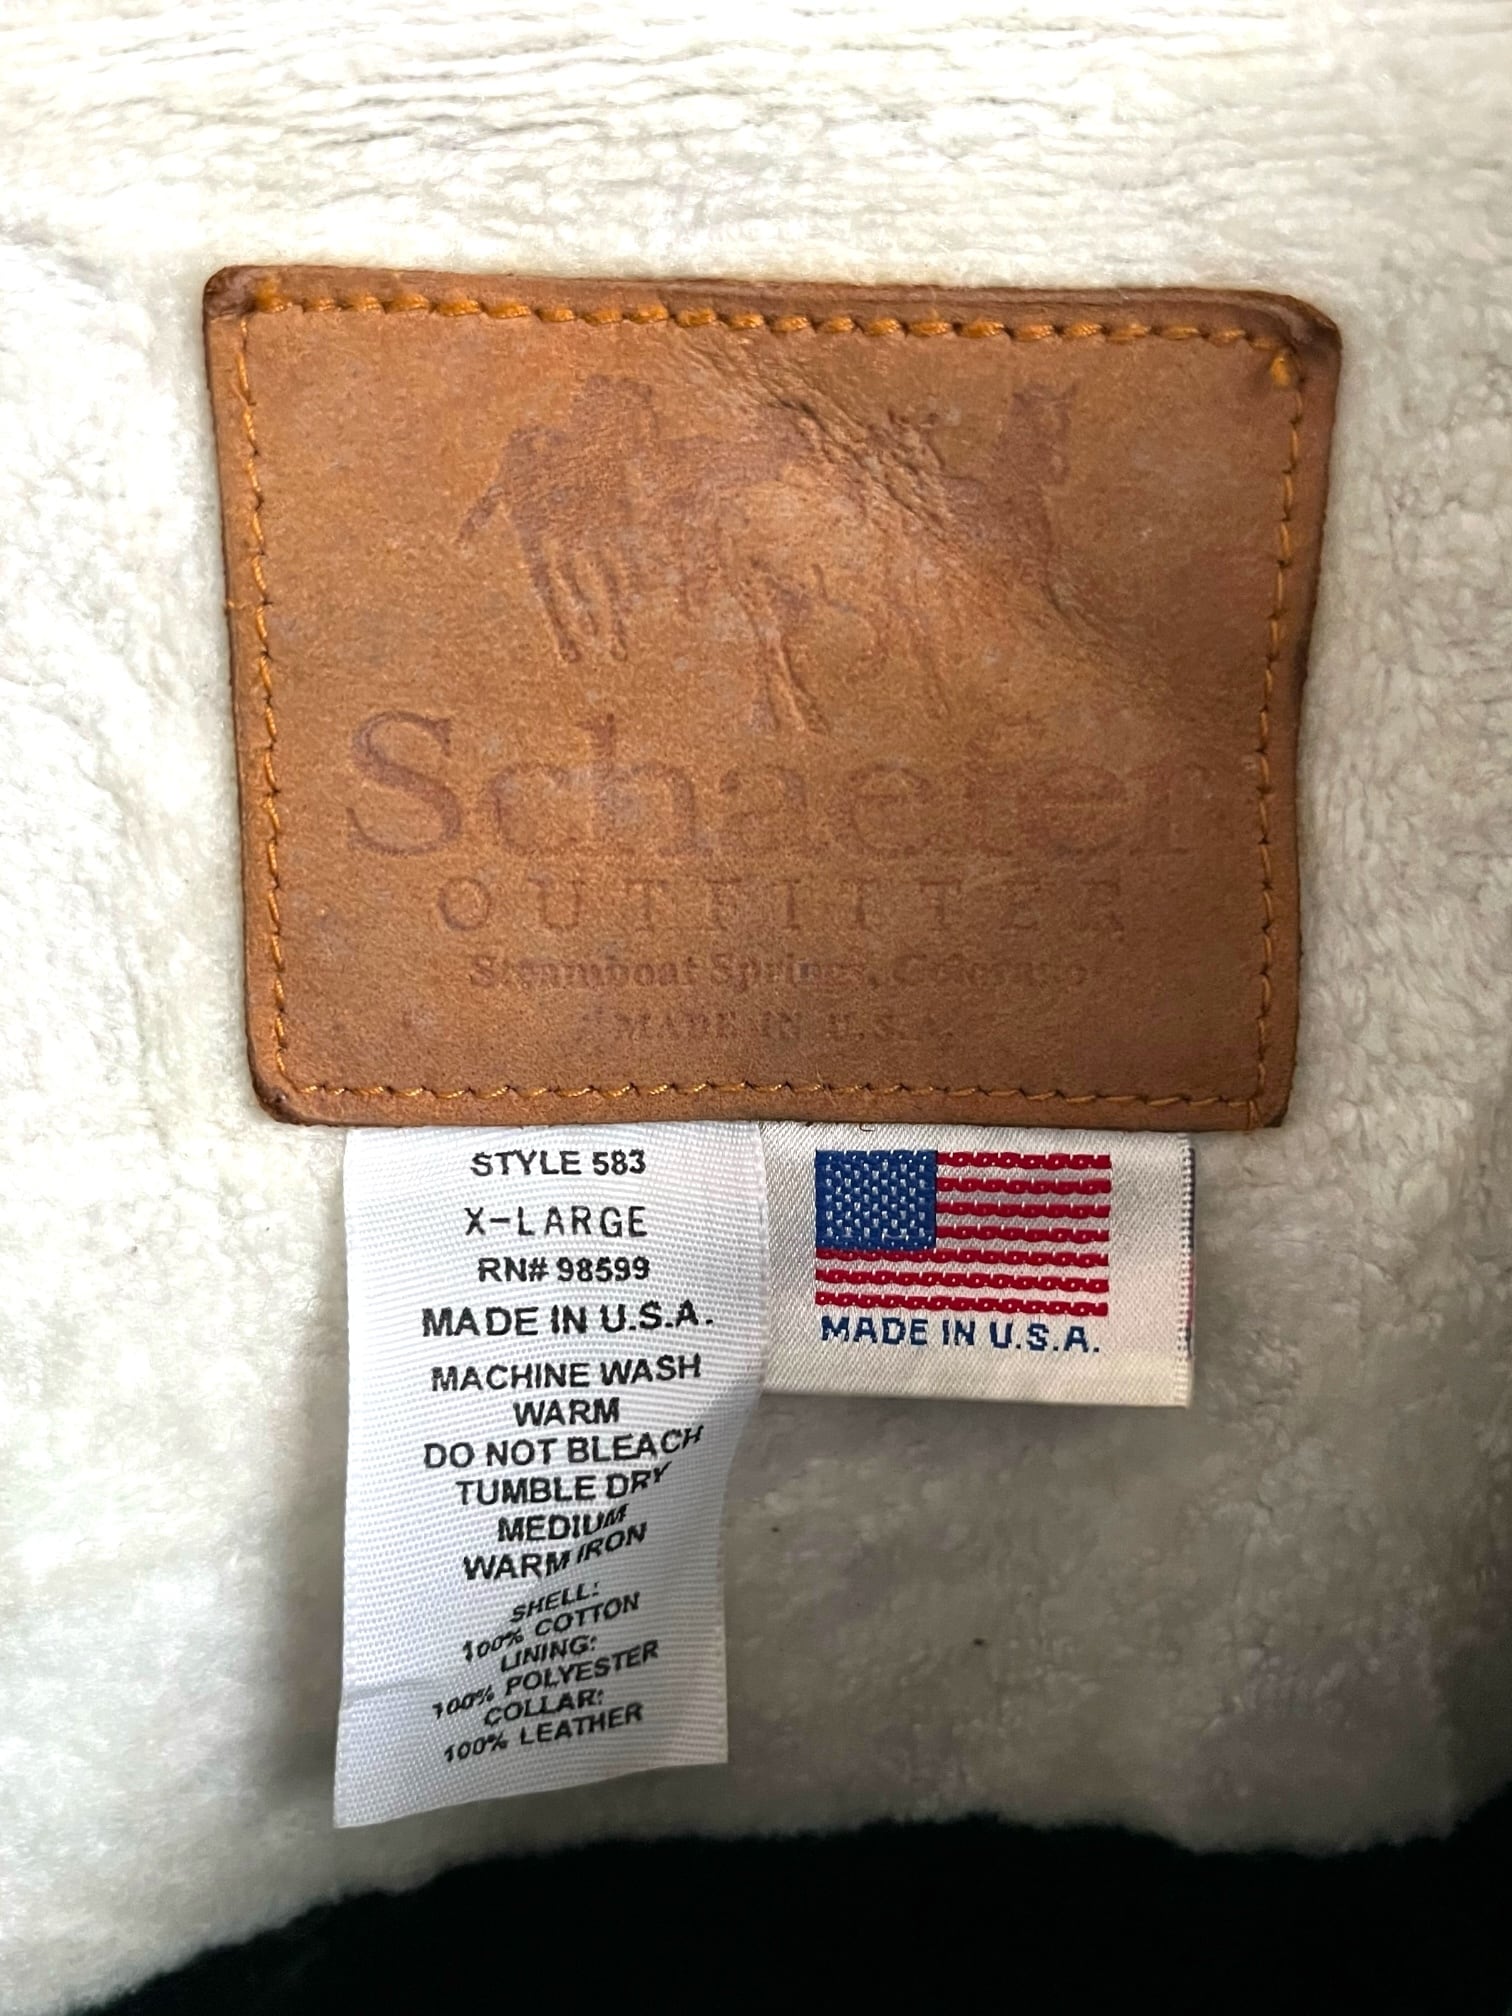 Schaefer
OUTFITTER
Steamboat Springs, Colorado
MADE IN U.S.A.
STYLE 583
X-LARGE
RN# 98599
MADE IN U.S.A.
MACHINE WASH
WARM
DO NOT BLEACH
TUMBLE DRY
MEDIUM
WARM IRON
SHELL:
100% COTTON
LINING:
100% POLYESTER
COLLAR:
100% LEATHER
MADE IN U.S.A.